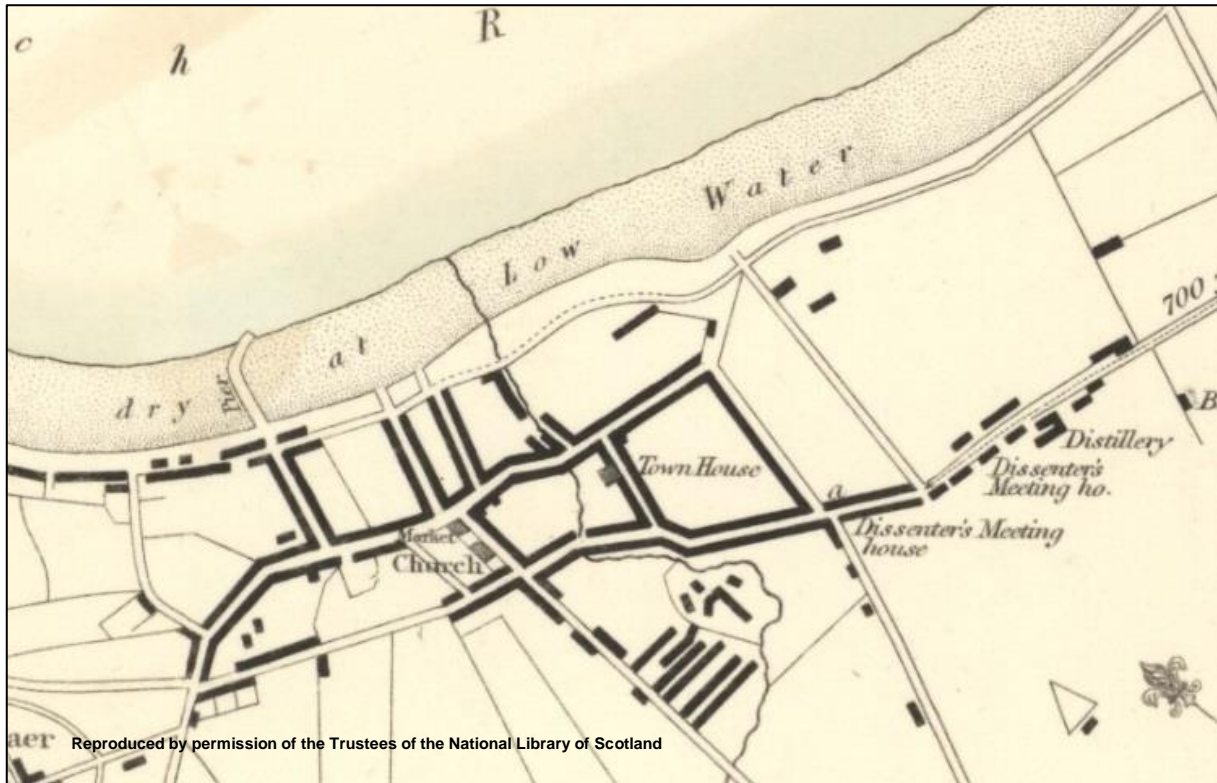 c h R
dry at Low Water
Pier
700 y
B
Distillery
Dissenter's
Meeting ho.
Town House
a
Dissenter's Meeting
house
Market
Church
aer
Reproduced by permission of the Trustees of the National Library of Scotland